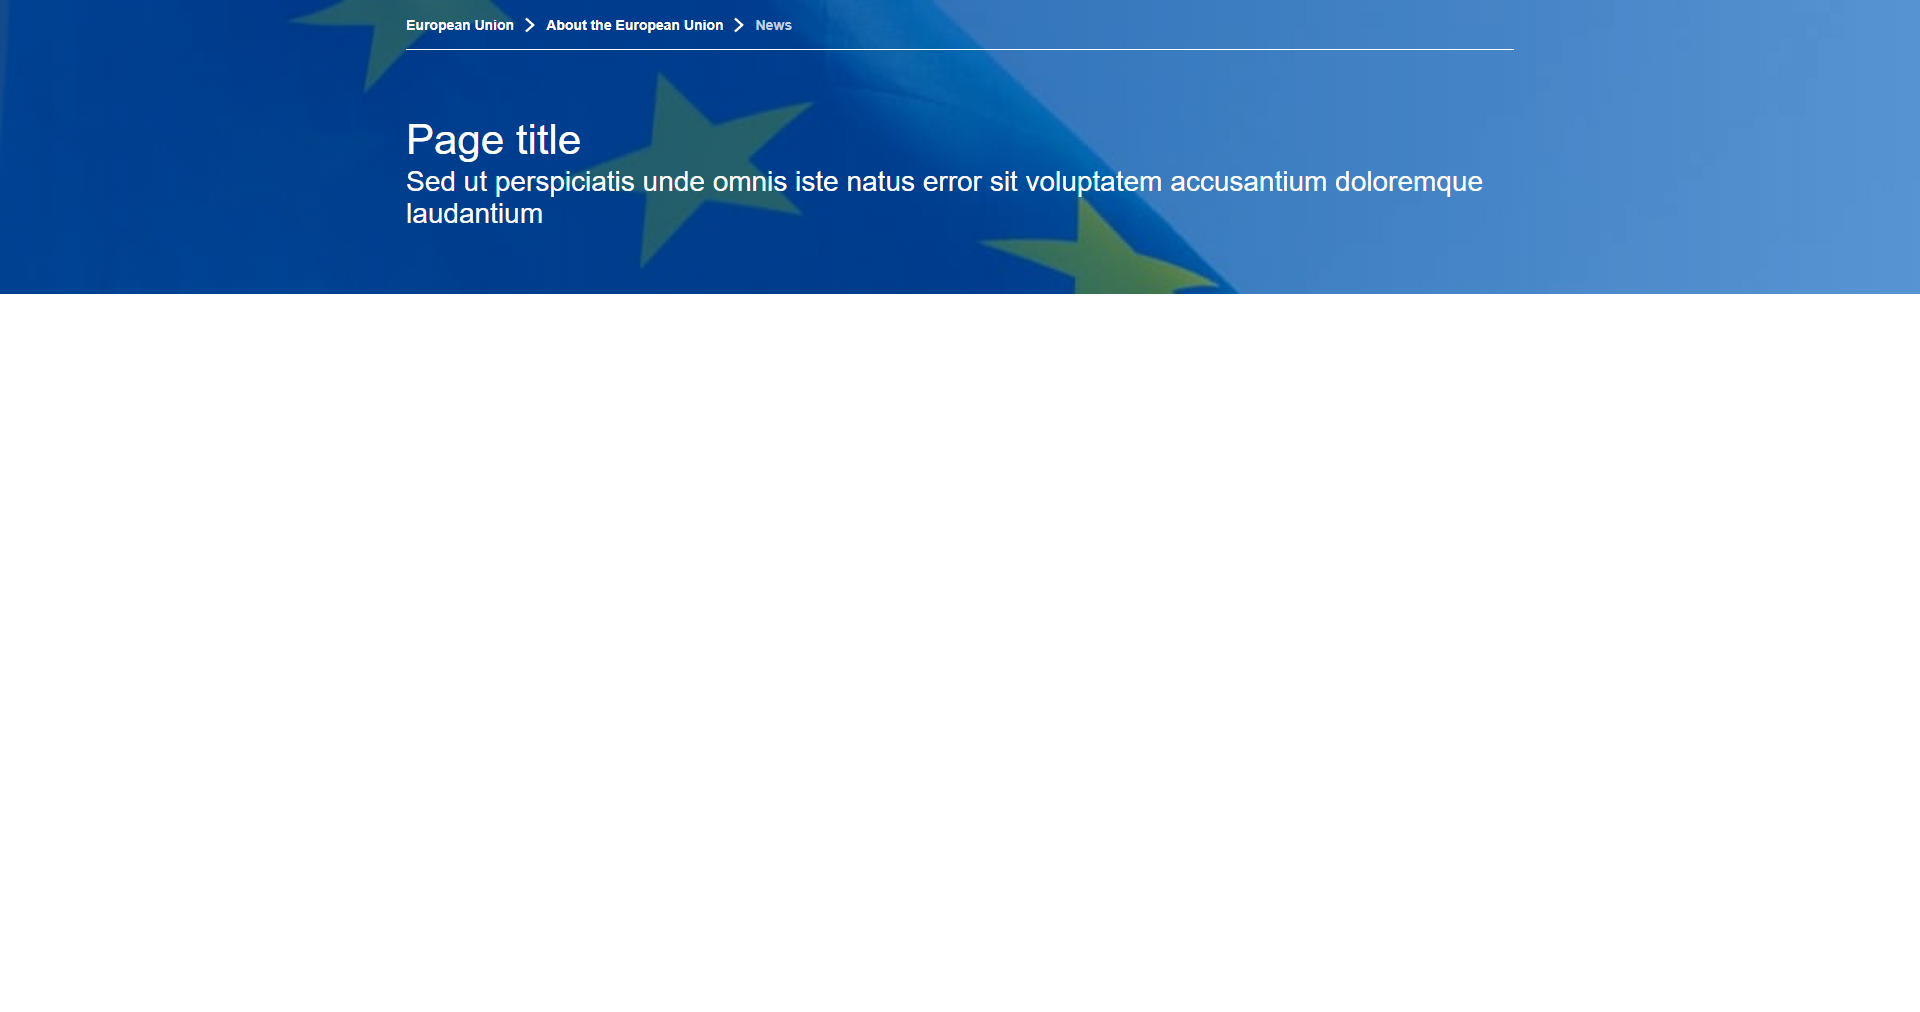 European Union About the European Union News
Page title
Sed ut perspiciatis unde omnis iste natus error sit voluptatem accusantium doloremque
laudantium